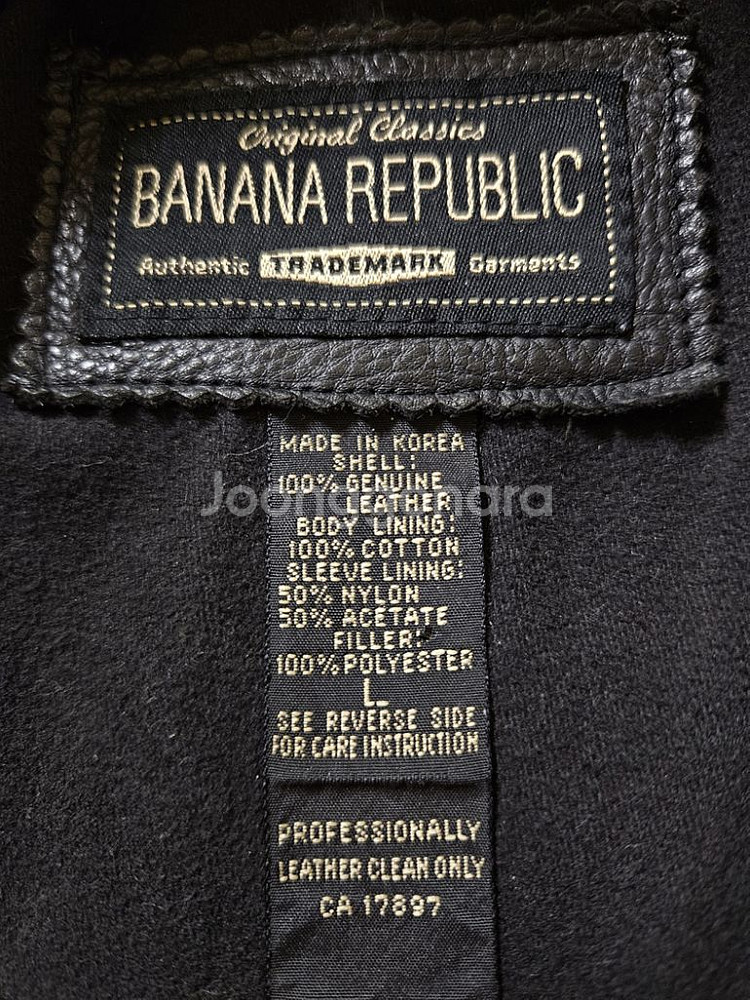 Original Classics
BANANA REPUBLIC
Authentic TRADEMARK Garments
MADE IN KOREA
SHELL:
100% GENUINE
LEATHER
BODY LINING:
100% COTTON
SLEEVE LINING:
50% NYLON
50% ACETATE
FILLER:
100% POLYESTER
L
SEE REVERSE SIDE
FOR CARE INSTRUCTION
PROFESSIONALLY
LEATHER CLEAN ONLY
CA 17897
Joongonara